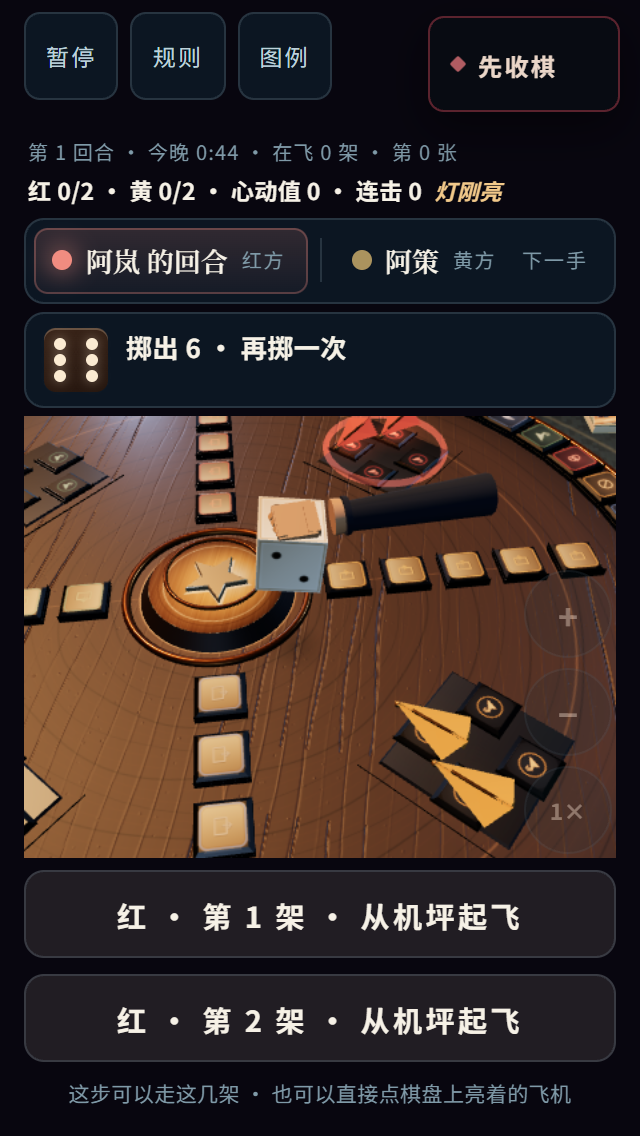 暂停 规则 图例 先收棋
第 1 回合 · 今晚 0:44 · 在飞 0 架 · 第 0 张
红 0/2 · 黄 0/2 · 心动值 0 · 连击 0 灯刚亮
阿岚 的回合 红方 阿策 黄方 下一手
掷出 6 · 再掷一次
+
−
1×
红 · 第 1 架 · 从机坪起飞
红 · 第 2 架 · 从机坪起飞
这步可以走这几架 · 也可以直接点棋盘上亮着的飞机